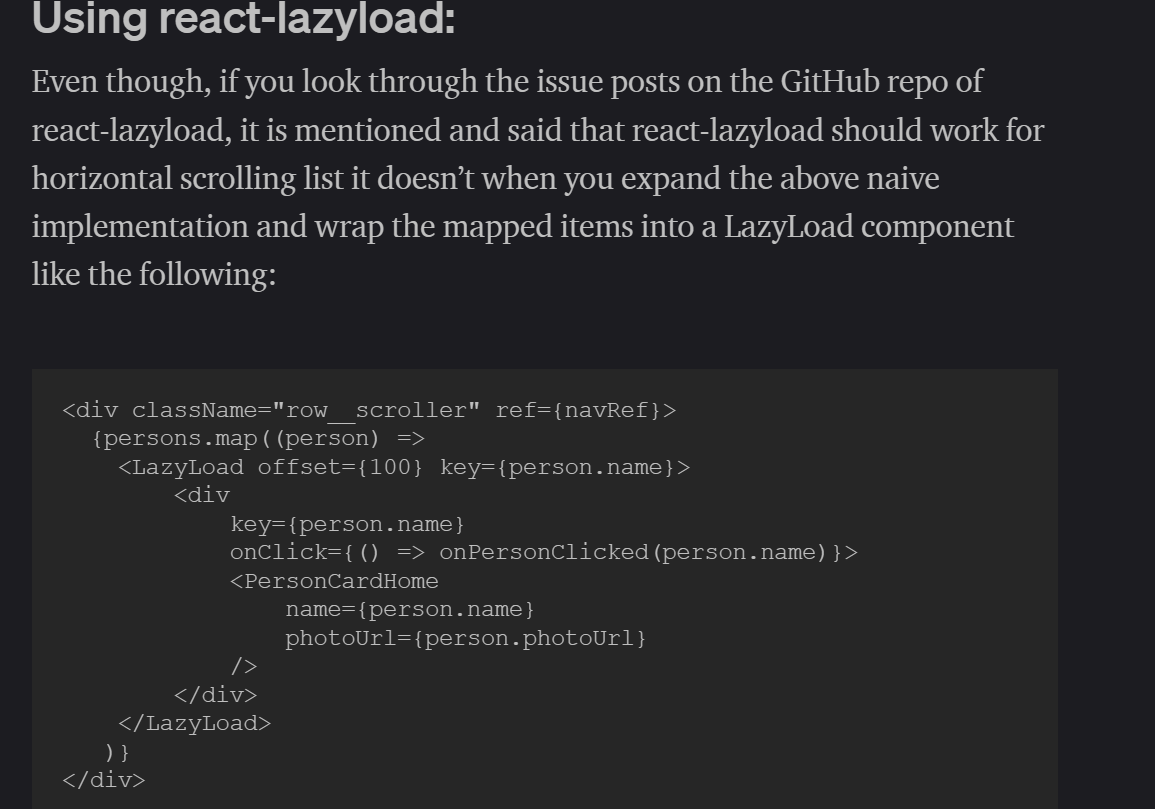 Using react-lazyload:
Even though, if you look through the issue posts on the GitHub repo of
react-lazyload, it is mentioned and said that react-lazyload should work for
horizontal scrolling list it doesn’t when you expand the above naive
implementation and wrap the mapped items into a LazyLoad component
like the following:
<div className="row__scroller" ref={navRef}>
  {persons.map((person) =>
    <LazyLoad offset={100} key={person.name}>
        <div
            key={person.name}
            onClick={() => onPersonClicked(person.name)}>
            <PersonCardHome
                name={person.name}
                photoUrl={person.photoUrl}
            />
        </div>
    </LazyLoad>
   )}
</div>